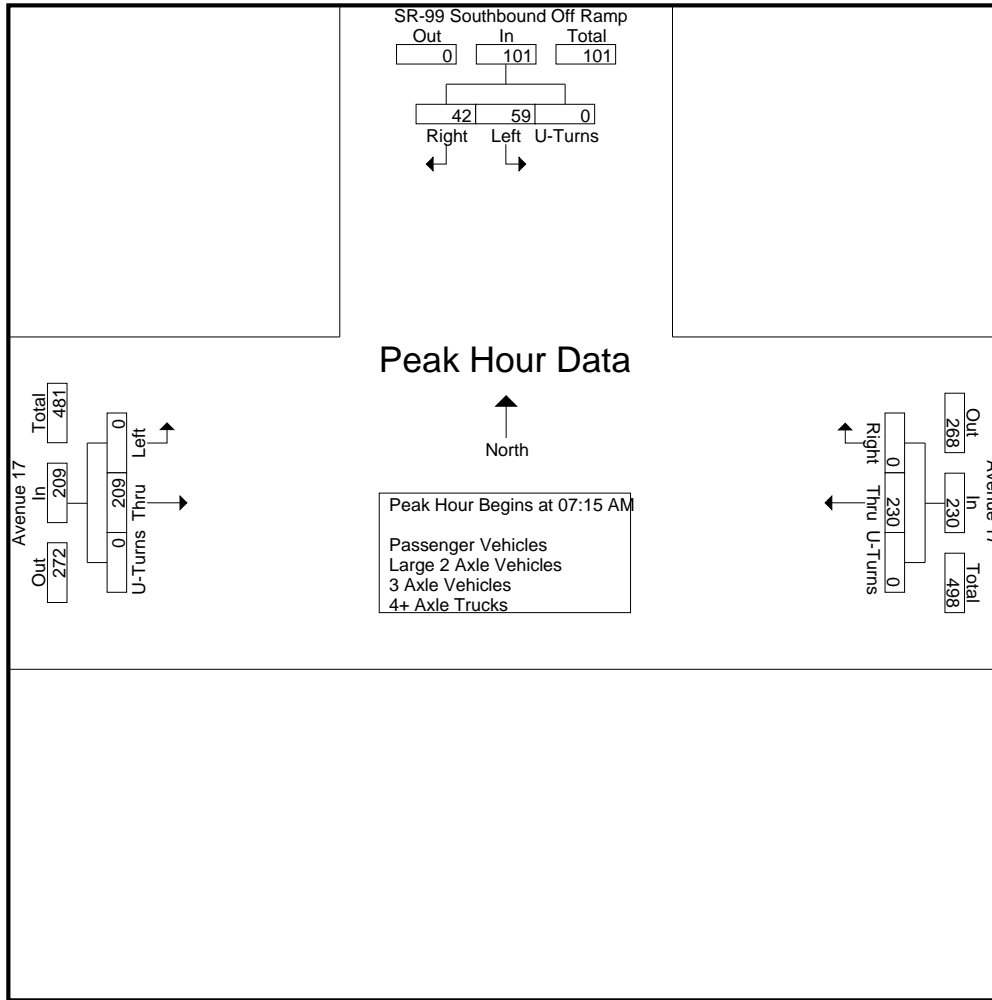 SR-99 Southbound Off Ramp
Out In Total
0 101 101
42 59 0
Right Left U-Turns
Peak Hour Data
North
Peak Hour Begins at 07:15 AM
Passenger Vehicles
Large 2 Axle Vehicles
3 Axle Vehicles
4+ Axle Trucks
Avenue 17
Out In Total
272 209 481
0 209 0
Left Thru U-Turns
Avenue 17
Out In Total
268 230 498
0 230 0
Right Thru U-Turns